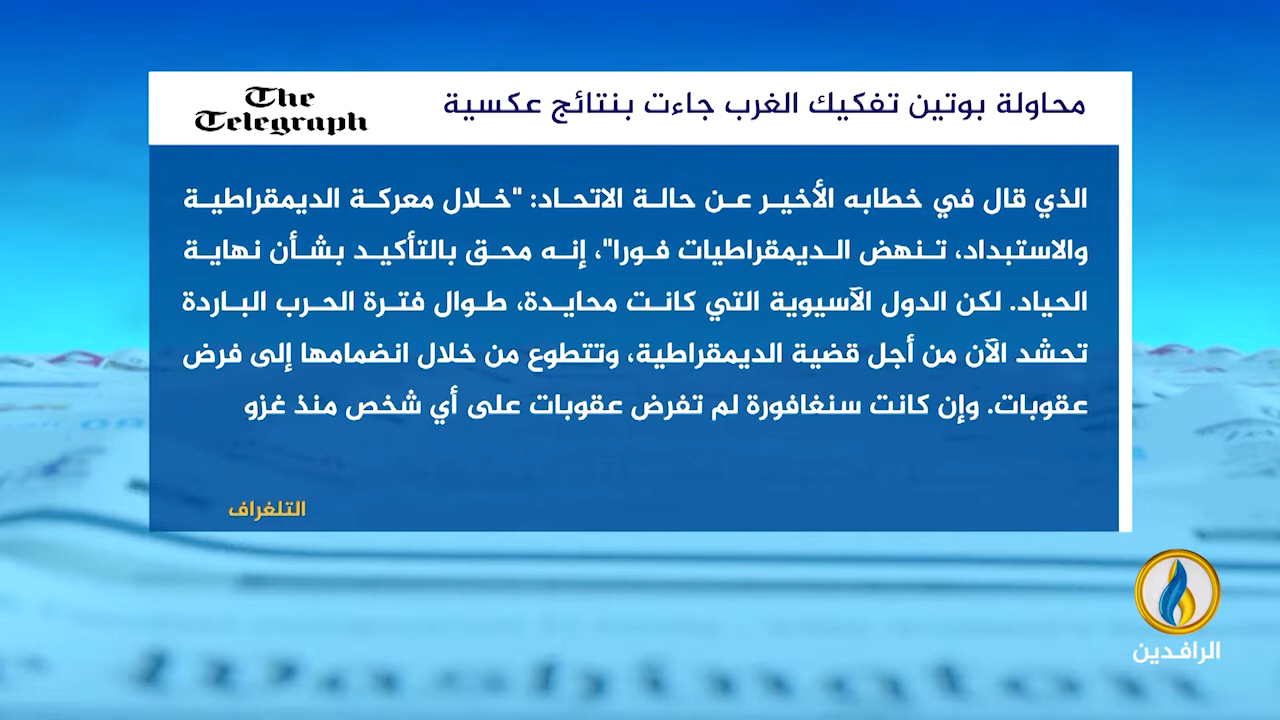 محاولة بوتين تفكيك الغرب جاءت بنتائج عكسية
The
Telegraph
الذي قال في خطابه الأخير عن حالة الاتحاد: "خلال معركة الديمقراطية
والاستبداد، تنهض الديمقراطيات فورا"، إنه محق بالتأكيد بشأن نهاية
الحياد. لكن الدول الآسيوية التي كانت محايدة، طوال فترة الحرب الباردة
تحشد الآن من أجل قضية الديمقراطية، وتتطوع من خلال انضمامها إلى فرض
عقوبات. وإن كانت سنغافورة لم تفرض عقوبات على أي شخص منذ غزو
التلغراف
الرافدين